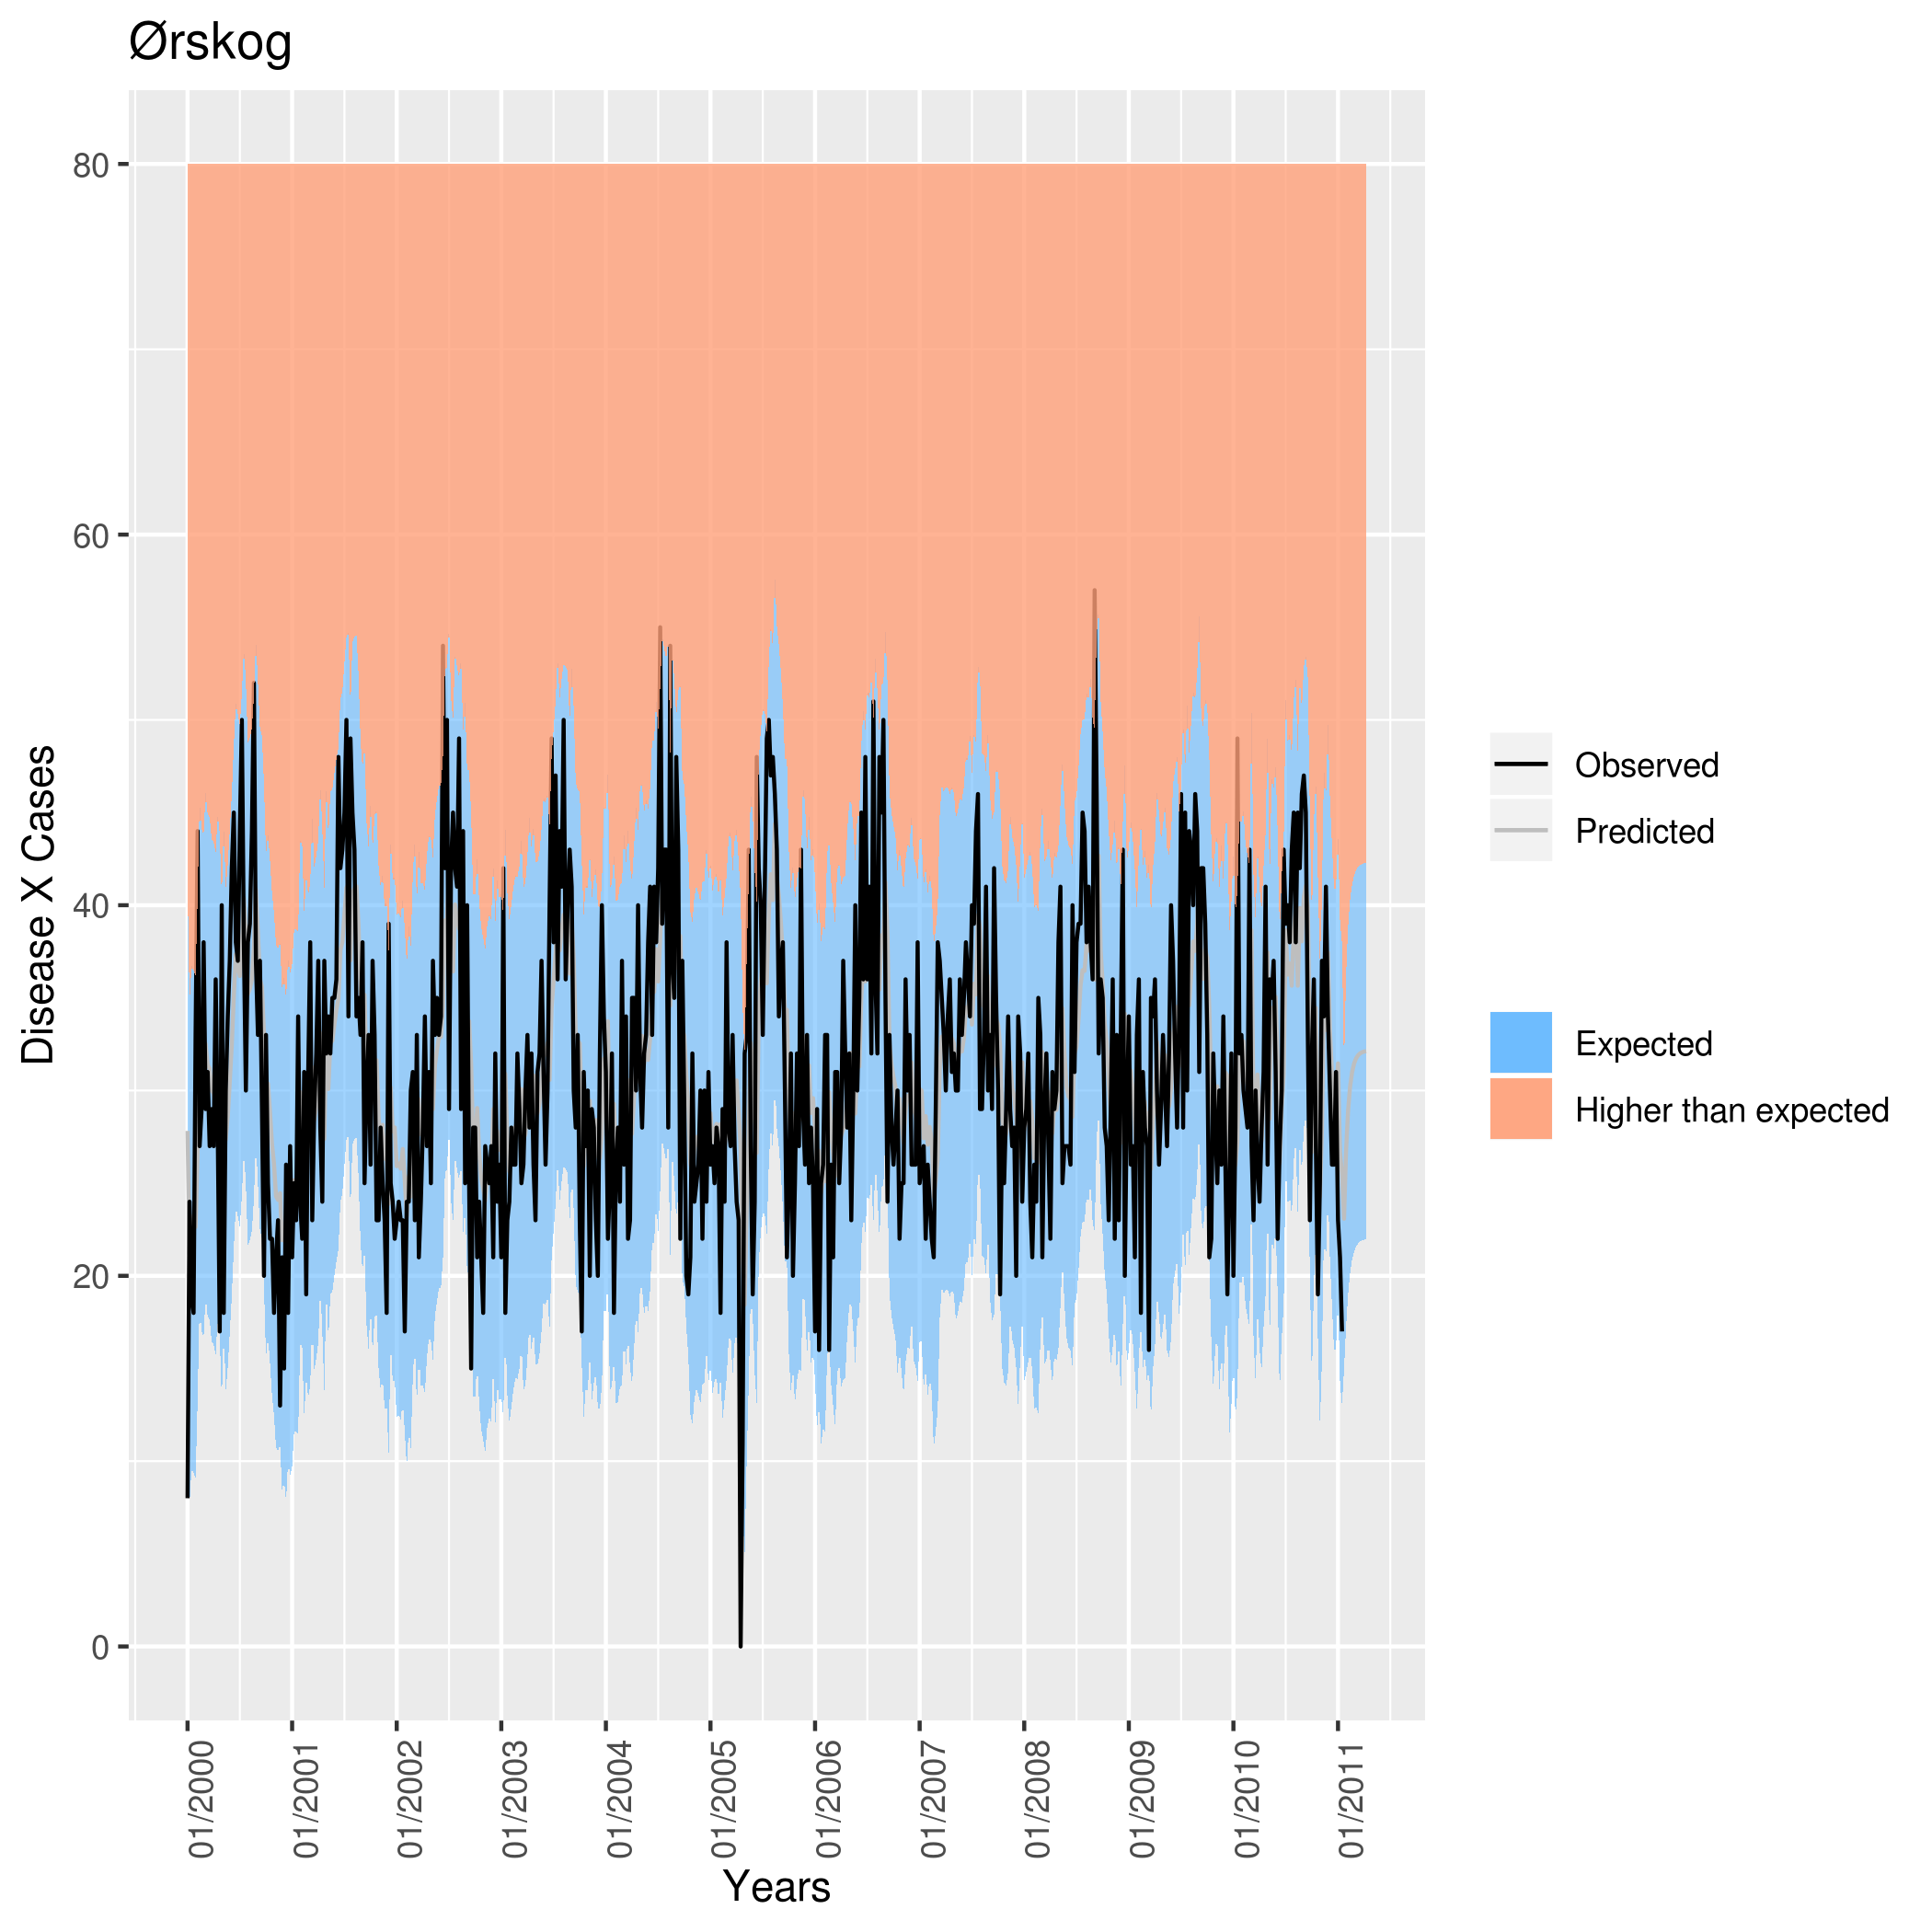 Ørskog
Disease X Cases
80
60
40
20
0
01/2000
01/2001
01/2002
01/2003
01/2004
01/2005
01/2006
01/2007
01/2008
01/2009
01/2010
01/2011
Years
Observed
Predicted
Expected
Higher than expected